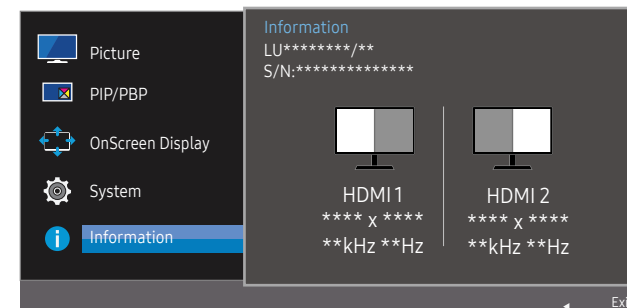 Picture
PIP/PBP
OnScreen Display
System
Information
Information
LU********/**
S/N:**************
HDMI 1
**** x ****
**kHz **Hz
HDMI 2
**** x ****
**kHz **Hz